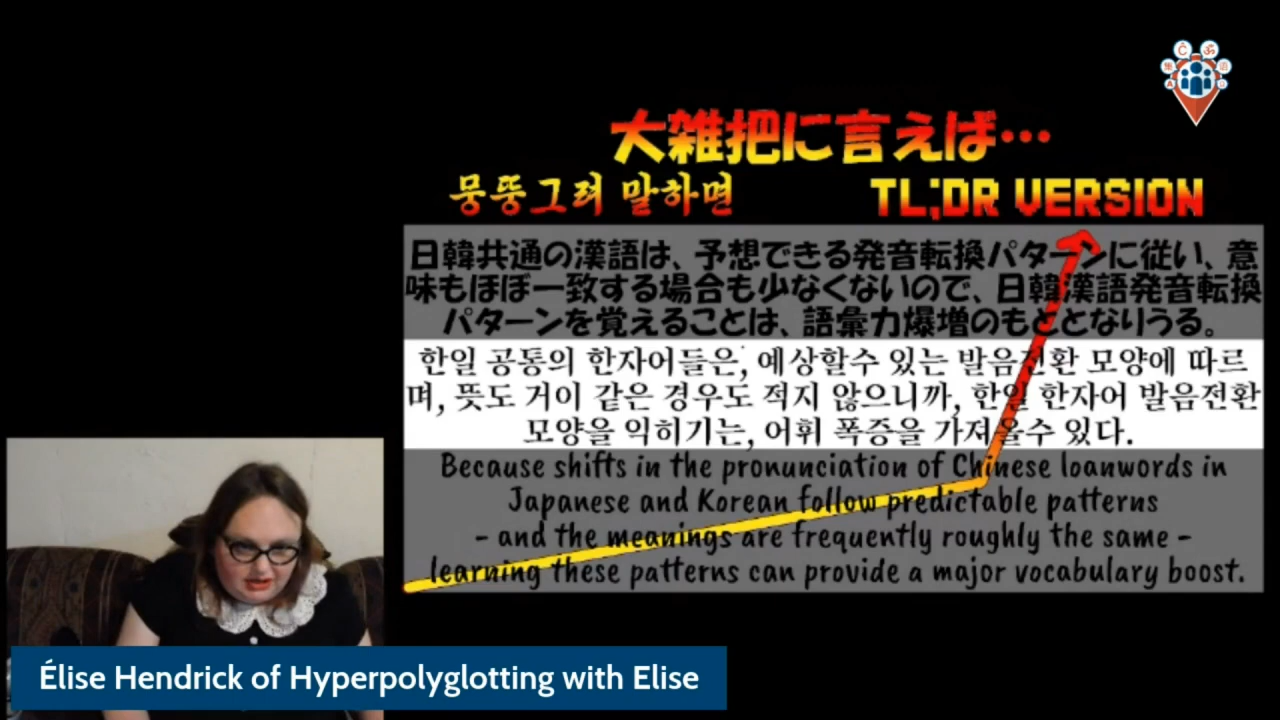 大雑把に言えば…
뭉뚱그려 말하면
TL;DR VERSION
日韓共通の漢語は、予想できる発音転換パターンに従い、意
味もほぼ一致する場合も少なくないので、日韓漢語発音転換
パターンを覚えることは、語彙力爆増のもととなりうる。
한일 공통의 한자어들은, 예상할수 있는 발음전환 모양에 따르
며, 뜻도 거이 같은 경우도 적지 않으니까, 한일 한자어 발음전환
모양을 익히기는, 어휘 폭증을 가져올수 있다.
Because shifts in the pronunciation of Chinese loanwords in
Japanese and Korean follow predictable patterns
- and the meanings are frequently roughly the same -
learning these patterns can provide a major vocabulary boost.
Élise Hendrick of Hyperpolyglotting with Elise